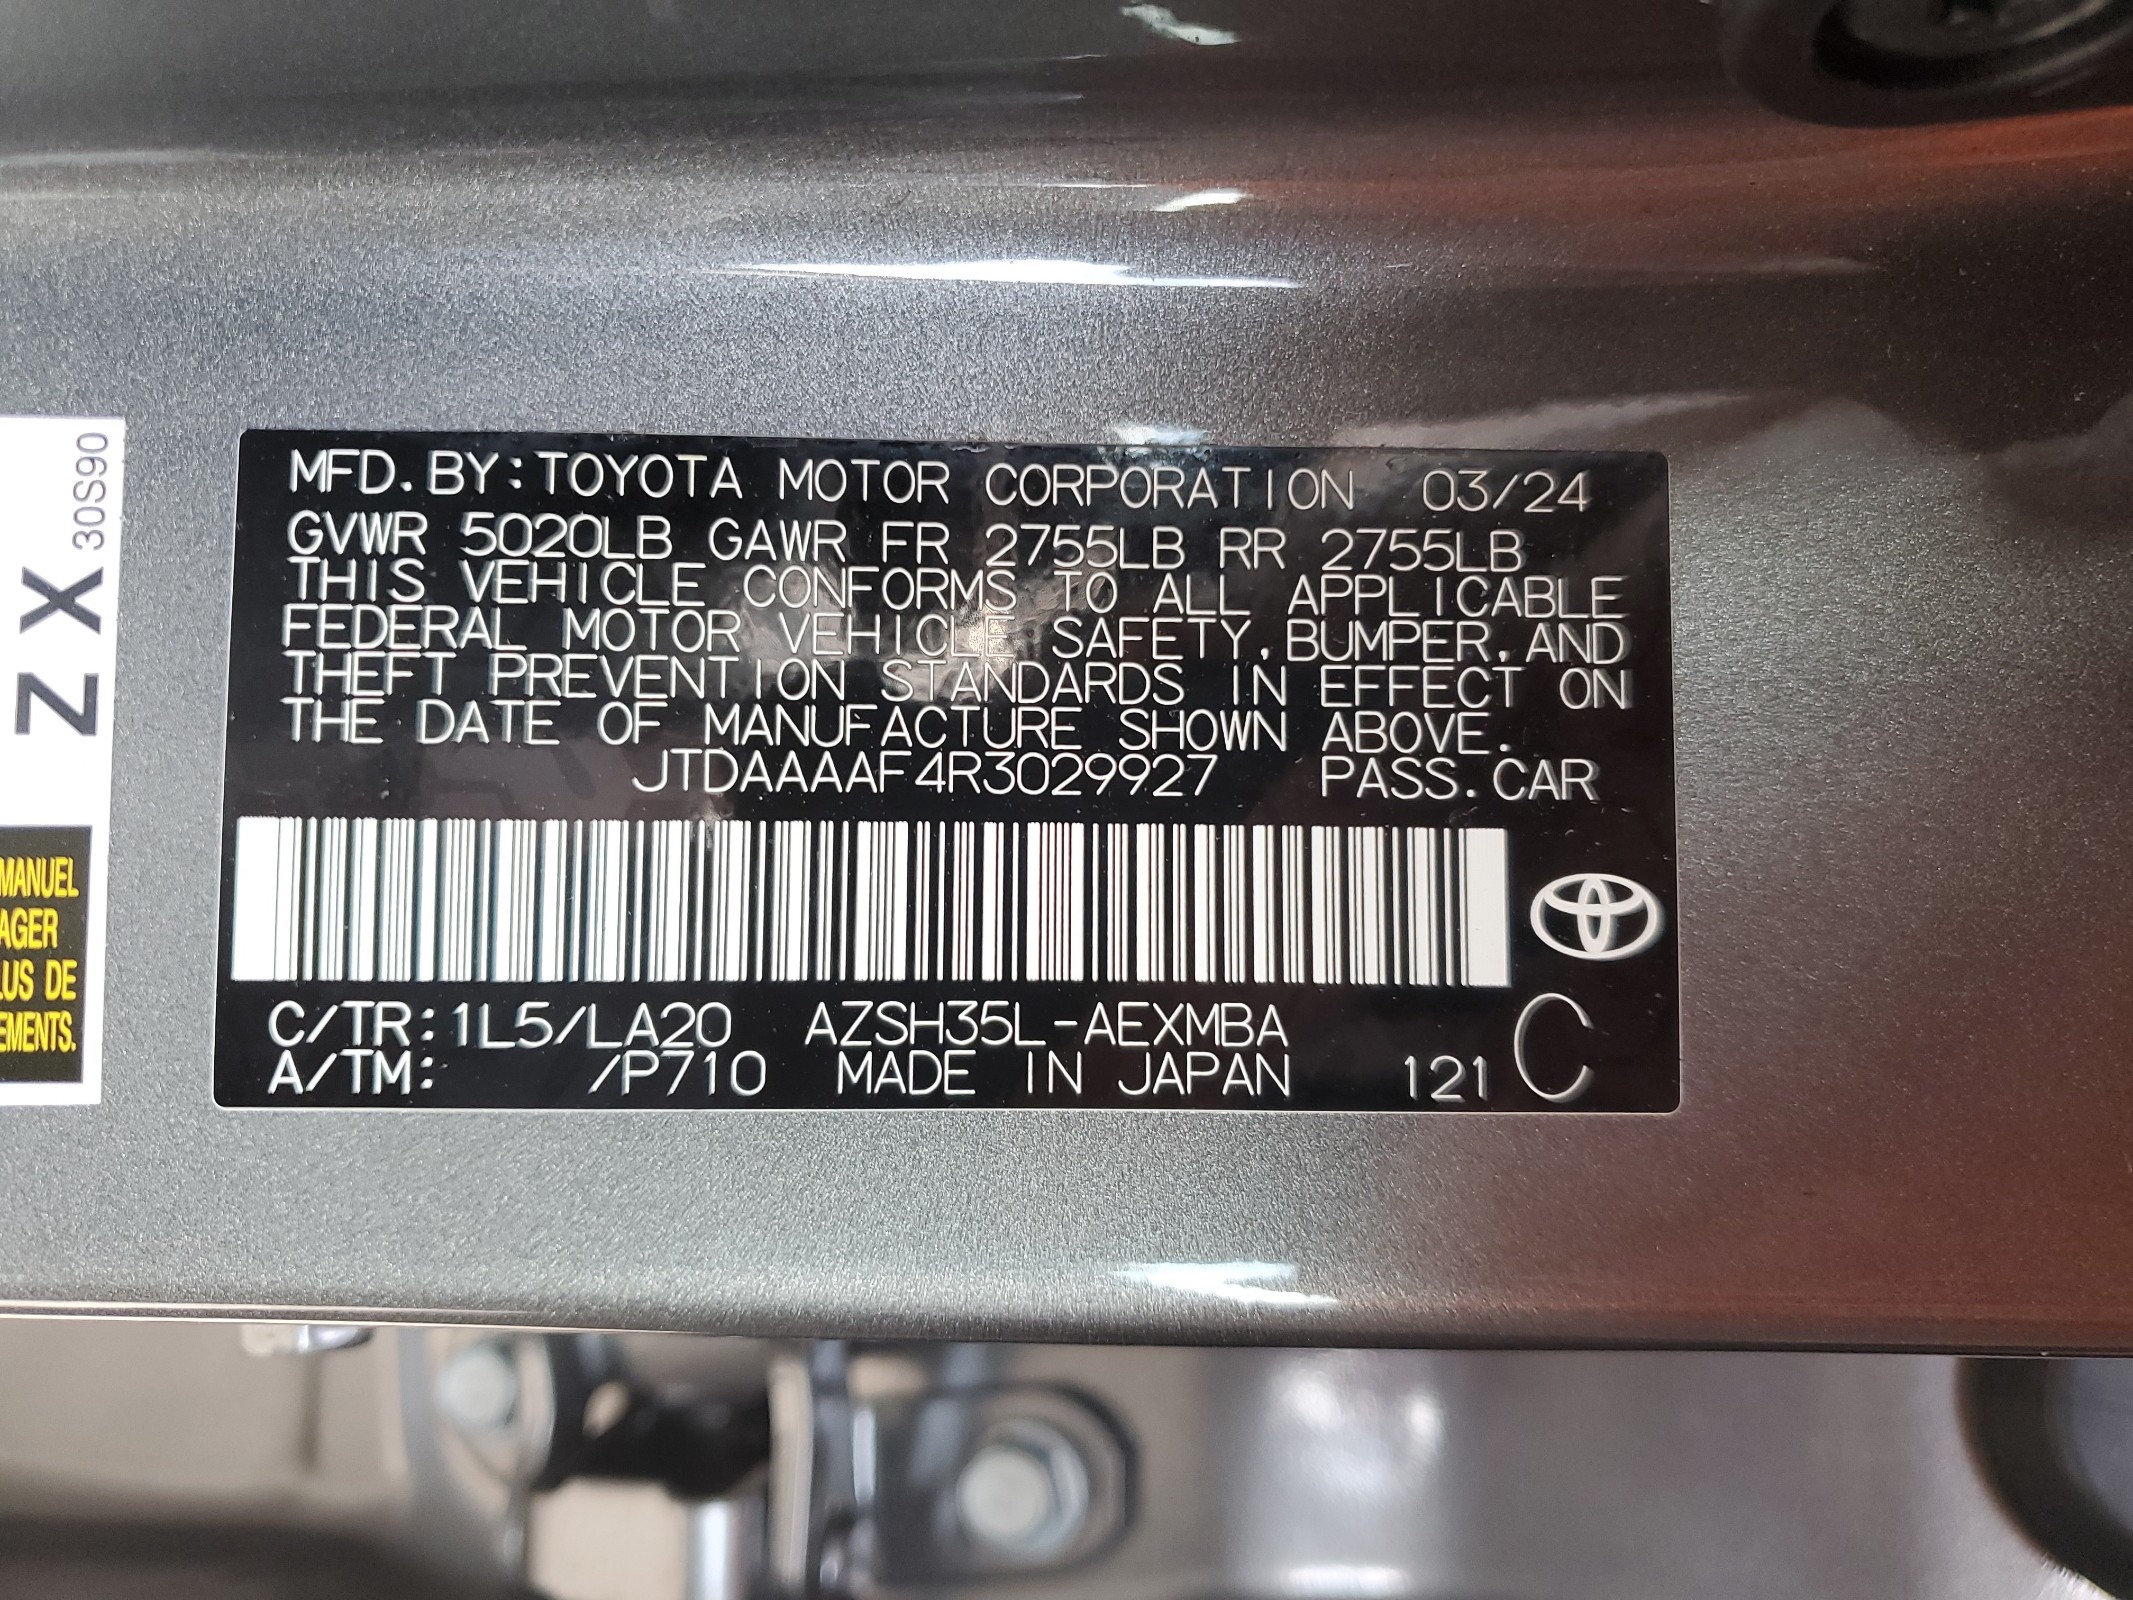 MFD. BY: TOYOTA MOTOR CORPORATION 03/24
GVWR 5020LB GAWR FR 2755LB RR 2755LB
THIS VEHICLE CONFORMS TO ALL APPLICABLE
FEDERAL MOTOR VEHICLE SAFETY, BUMPER, AND
THEFT PREVENTION STANDARDS IN EFFECT ON
THE DATE OF MANUFACTURE SHOWN ABOVE.
JTDAAAAF4R3029927 PASS. CAR
C/TR: 1L5/LA20 AZSH35L-AEXMBA
A/TM: /P710 MADE IN JAPAN 121 C
Z X 30S90
MANUEL
AGER
LUS DE
EMENTS.